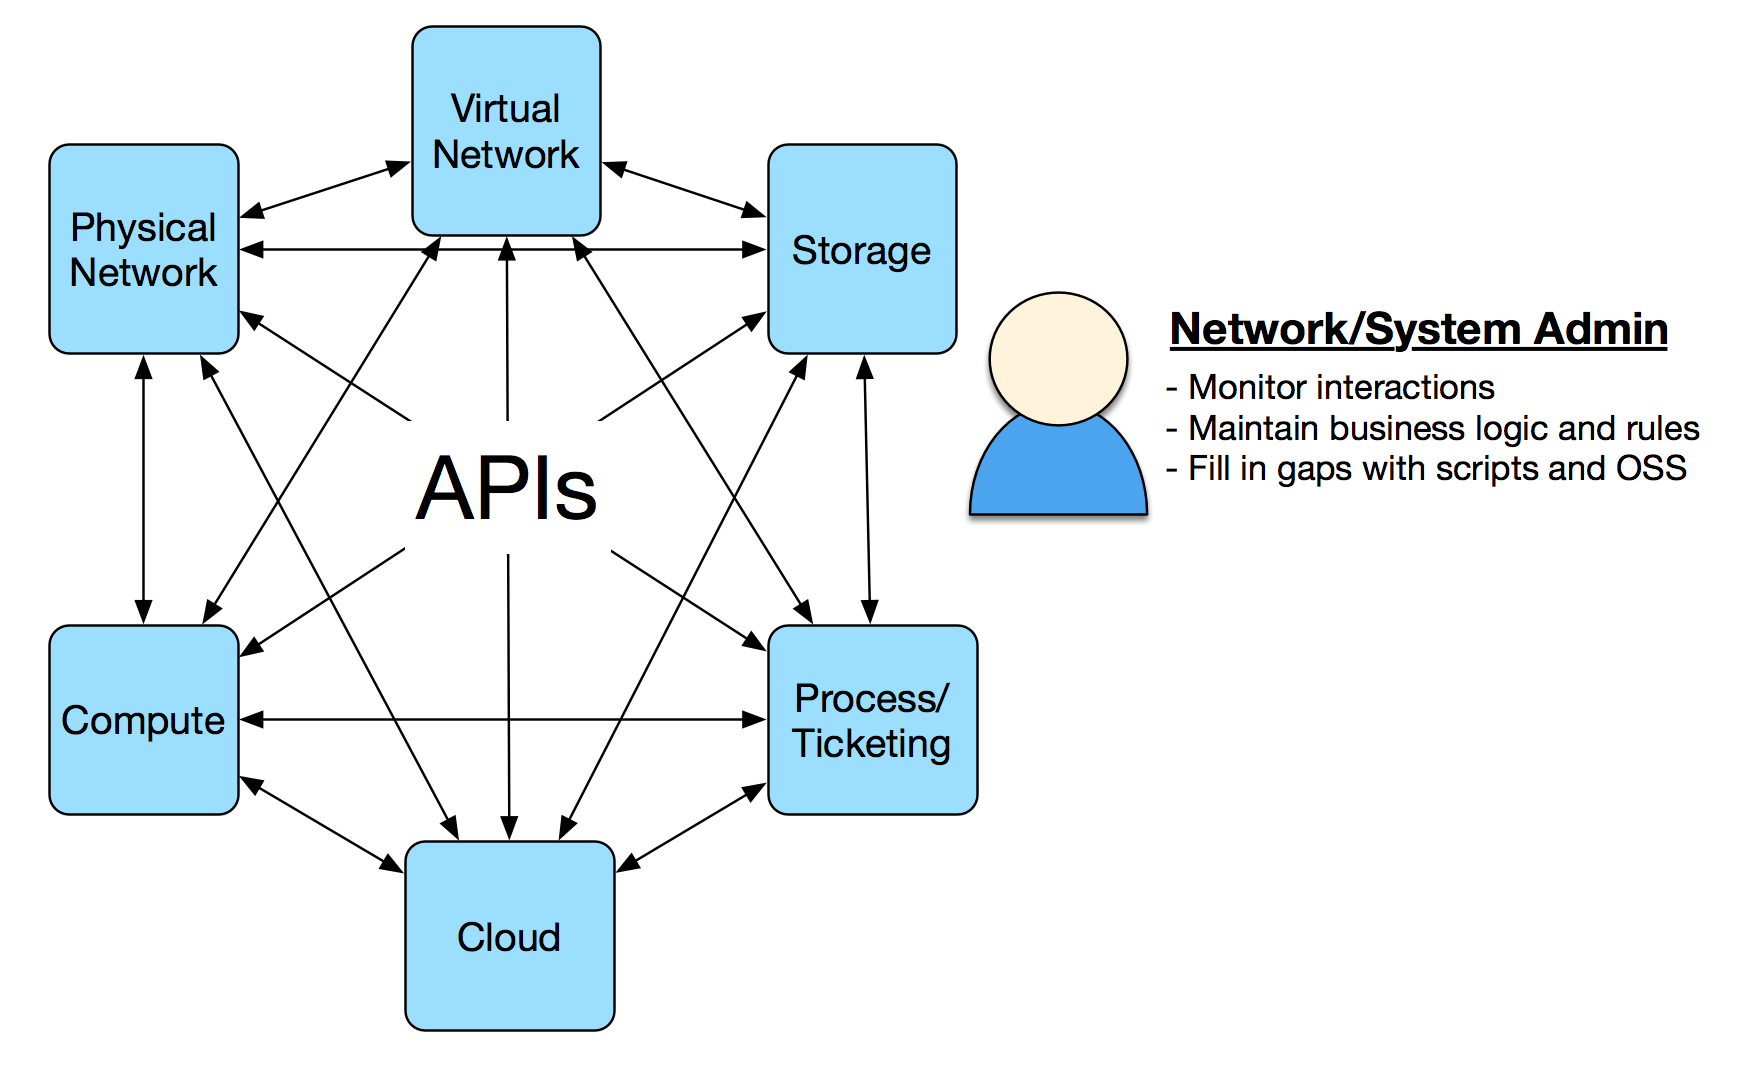 Virtual
Network
Physical
Network
Storage
APIs
Compute
Process/
Ticketing
Cloud
Network/System Admin
- Monitor interactions
- Maintain business logic and rules
- Fill in gaps with scripts and OSS